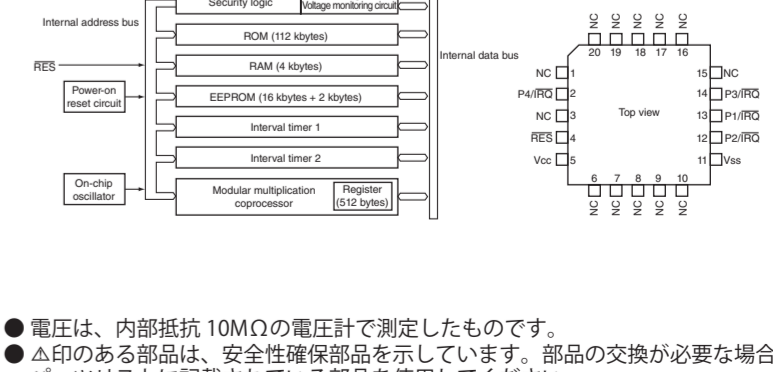 Security logic
Voltage monitoring circuit
Internal address bus
ROM (112 kbytes)
Internal data bus
RES
RAM (4 kbytes)
Power-on
reset circuit
EEPROM (16 kbytes + 2 kbytes)
Interval timer 1
Interval timer 2
On-chip
oscillator
Modular multiplication
coprocessor
Register
(512 bytes)
NC NC NC NC NC
20 19 18 17 16
NC 1
P4/IRQ 2
NC 3
RES 4
Vcc 5
Top view
15 NC
14 P3/IRQ
13 P1/IRQ
12 P2/IRQ
11 Vss
6 7 8 9 10
NC NC NC NC NC
● 電圧は、内部抵抗 10MΩの電圧計で測定したものです。
● ⚠印のある部品は、安全性確保部品を示しています。部品の交換が必要な場合